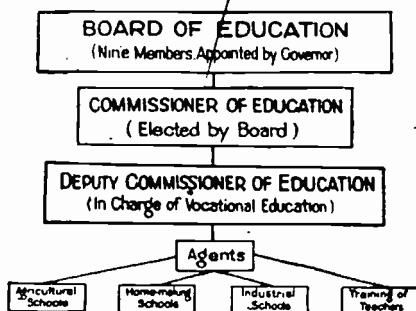 BOARD OF EDUCATION
(Nine Members Appointed by Governor)
COMMISSIONER OF EDUCATION
(Elected by Board)
DEPUTY COMMISSIONER OF EDUCATION
(In Charge of Vocational Education)
Agents
Agricultural
Schools
Home-making
Schools
Industrial
Schools
Training of
Teachers